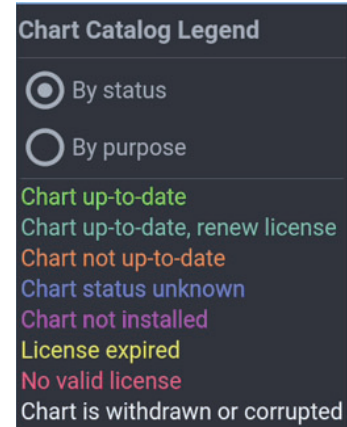 Chart Catalog Legend
By status
By purpose
Chart up-to-date
Chart up-to-date, renew license
Chart not up-to-date
Chart status unknown
Chart not installed
License expired
No valid license
Chart is withdrawn or corrupted